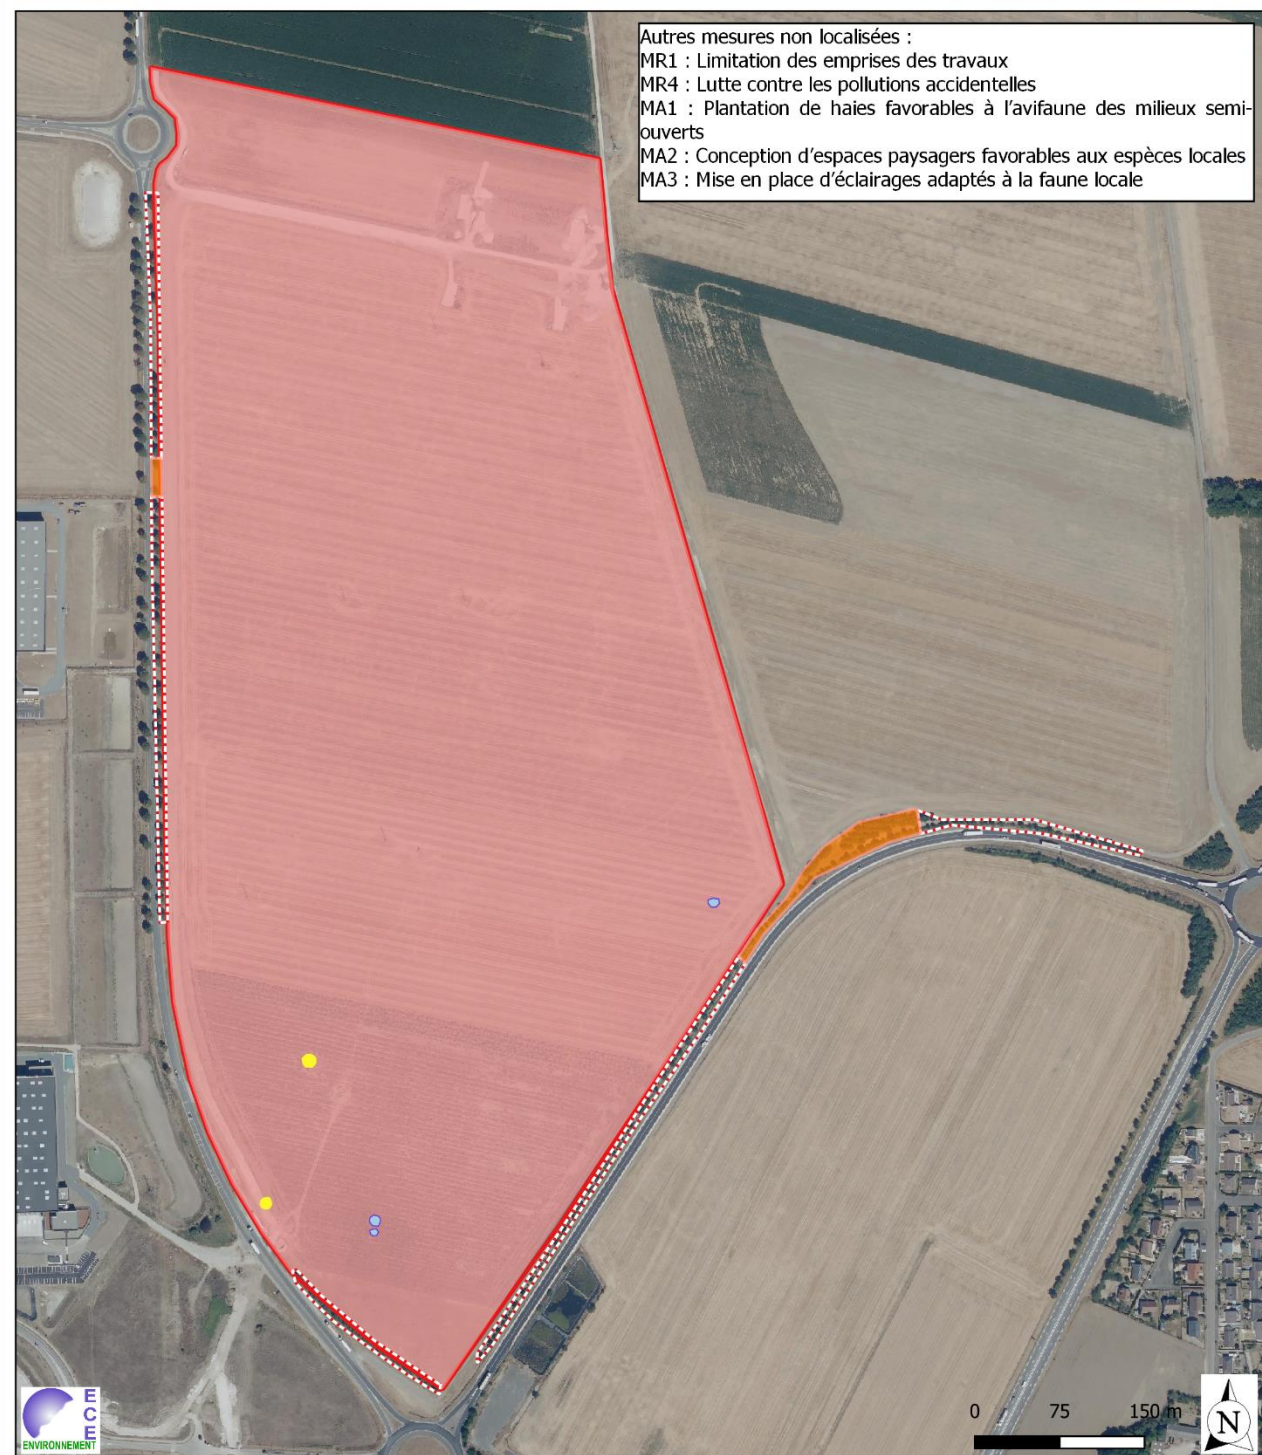 Autres mesures non localisées :
MR1 : Limitation des emprises des travaux
MR4 : Lutte contre les pollutions accidentelles
MA1 : Plantation de haies favorables à l'avifaune des milieux semi-
ouverts
MA2 : Conception d'espaces paysagers favorables aux espèces locales
MA3 : Mise en place d'éclairages adaptés à la faune locale
ECE
ENVIRONNEMENT
0 75 150 m
N